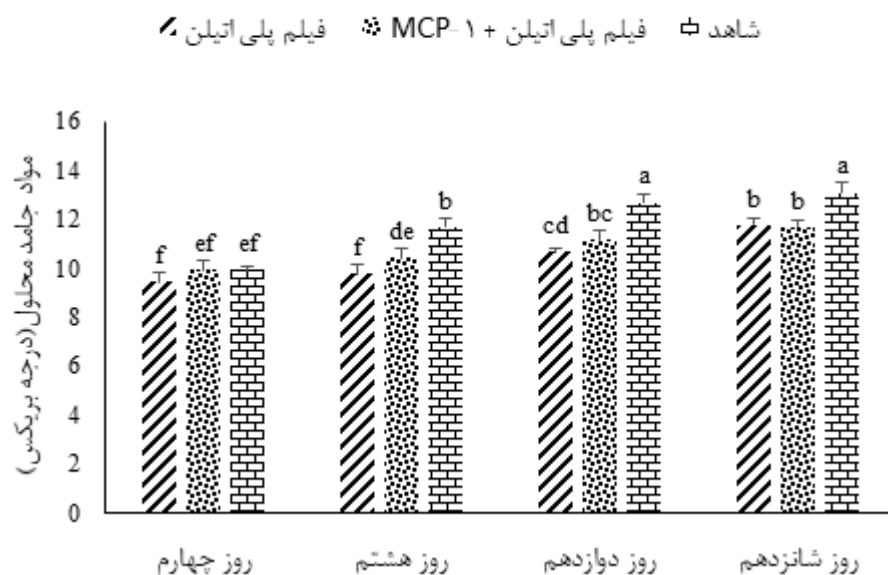 فیلم پلی اتیلن
فیلم پلی اتیلن + MCP-۱
شاهد
مواد جامد محلول(درجه بریکس)
16
14
12
10
8
6
4
2
0
f ef ef
f de b
cd bc a
b b a
روز چهارم
روز هشتم
روز دوازدهم
روز شانزدهم